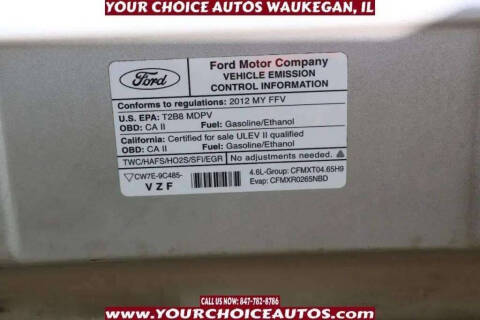 YOUR CHOICE AUTOS WAUKEGAN, IL
Ford
Ford Motor Company
VEHICLE EMISSION
CONTROL INFORMATION
Conforms to regulations: 2012 MY FFV
U.S. EPA: T2B8 MDPV
OBD: CA II Fuel: Gasoline/Ethanol
California: Certified for sale ULEV II qualified
OBD: CA II Fuel: Gasoline/Ethanol
TWC/HAFS/HO2S/SFI/EGR No adjustments needed.
CW7E-9C485- 4.6L-Group: CFMXT04.65H9
VZF Evap: CFMXR0265NBD
CALL US NOW: 847-782-8786
WWW.YOURCHOICEAUTOS.COM